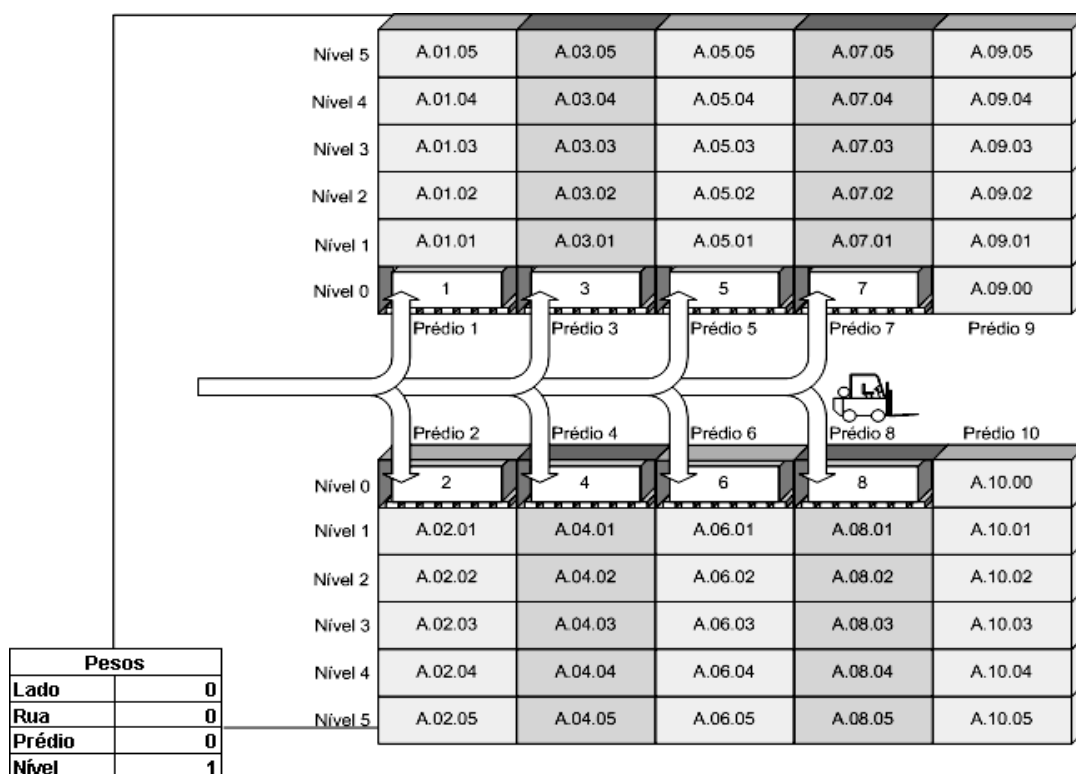 Nível 5 A.01.05 A.03.05 A.05.05 A.07.05 A.09.05
Nível 4 A.01.04 A.03.04 A.05.04 A.07.04 A.09.04
Nível 3 A.01.03 A.03.03 A.05.03 A.07.03 A.09.03
Nível 2 A.01.02 A.03.02 A.05.02 A.07.02 A.09.02
Nível 1 A.01.01 A.03.01 A.05.01 A.07.01 A.09.01
Nível 0 1 3 5 7 A.09.00
Prédio 1 Prédio 3 Prédio 5 Prédio 7 Prédio 9
Prédio 2 Prédio 4 Prédio 6 Prédio 8 Prédio 10
Nível 0 2 4 6 8 A.10.00
Nível 1 A.02.01 A.04.01 A.06.01 A.08.01 A.10.01
Nível 2 A.02.02 A.04.02 A.06.02 A.08.02 A.10.02
Nível 3 A.02.03 A.04.03 A.06.03 A.08.03 A.10.03
Nível 4 A.02.04 A.04.04 A.06.04 A.08.04 A.10.04
Nível 5 A.02.05 A.04.05 A.06.05 A.08.05 A.10.05
Pesos
Lado 0
Rua 0
Prédio 0
Nível 1